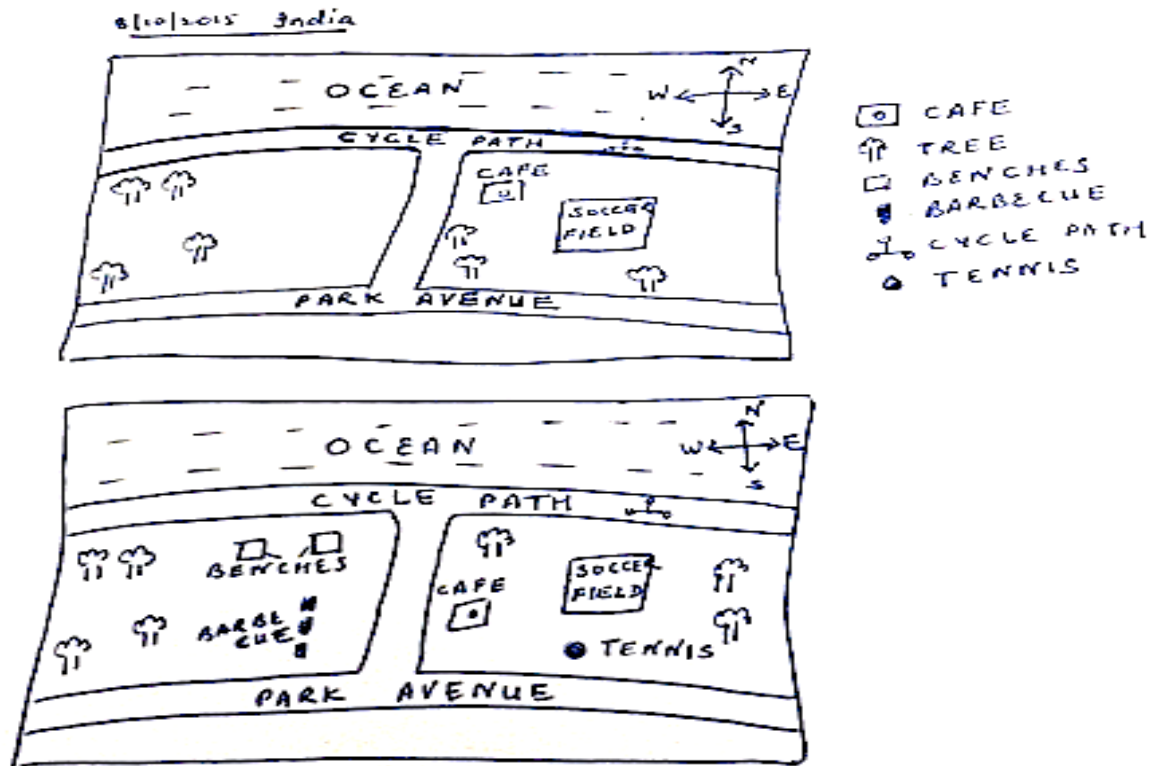 8/10/2015 India
OCEAN
N
W E
S
CYCLE PATH
CAFE
SOCCER
FIELD
PARK AVENUE
CAFE
TREE
BENCHES
BARBECUE
CYCLE PATH
TENNIS
OCEAN
N
W E
S
CYCLE PATH
BENCHES
BARBE
CUE
CAFE
SOCCER
FIELD
TENNIS
PARK AVENUE